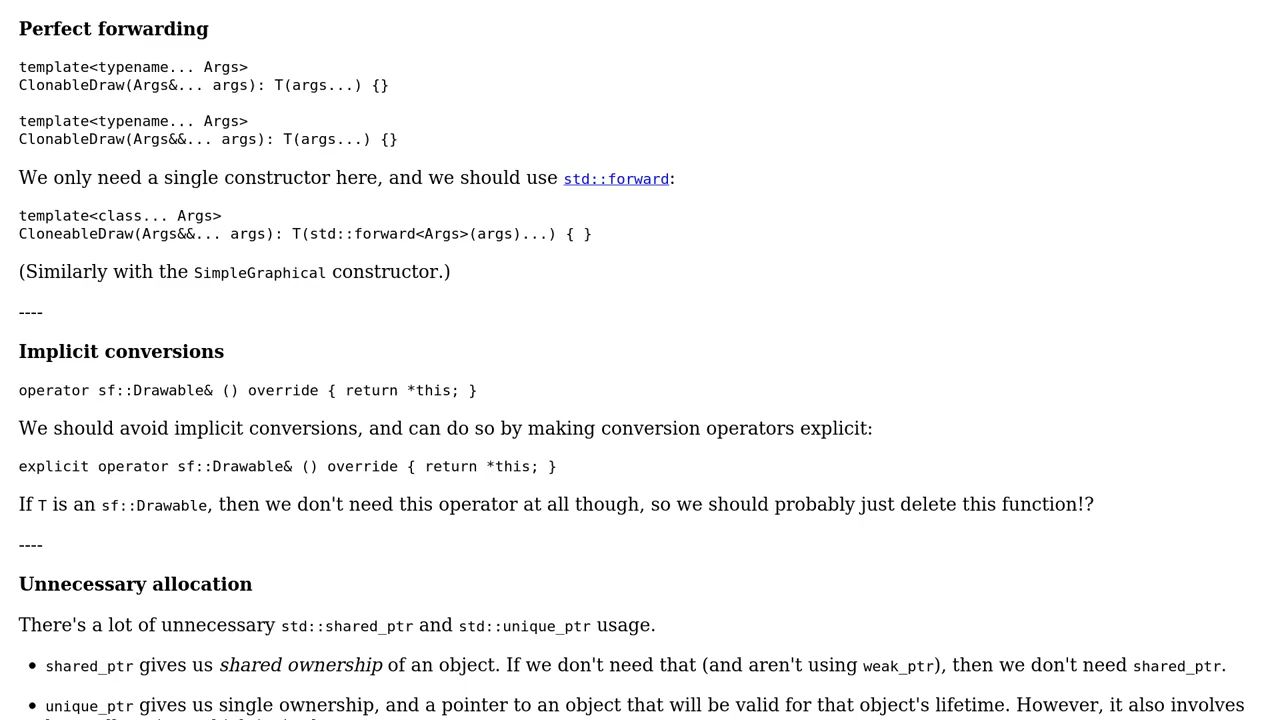 Perfect forwarding
template<typename... Args>
ClonableDraw(Args&... args): T(args...) {}
template<typename... Args>
ClonableDraw(Args&&... args): T(args...) {}
We only need a single constructor here, and we should use std::forward:
template<class... Args>
CloneableDraw(Args&&... args): T(std::forward<Args>(args)...) { }
(Similarly with the SimpleGraphical constructor.)
----
Implicit conversions
operator sf::Drawable& () override { return *this; }
We should avoid implicit conversions, and can do so by making conversion operators explicit:
explicit operator sf::Drawable& () override { return *this; }
If T is an sf::Drawable, then we don't need this operator at all though, so we should probably just delete this function!?
----
Unnecessary allocation
There's a lot of unnecessary std::shared_ptr and std::unique_ptr usage.
• shared_ptr gives us shared ownership of an object. If we don't need that (and aren't using weak_ptr), then we don't need shared_ptr.
• unique_ptr gives us single ownership, and a pointer to an object that will be valid for that object's lifetime. However, it also involves